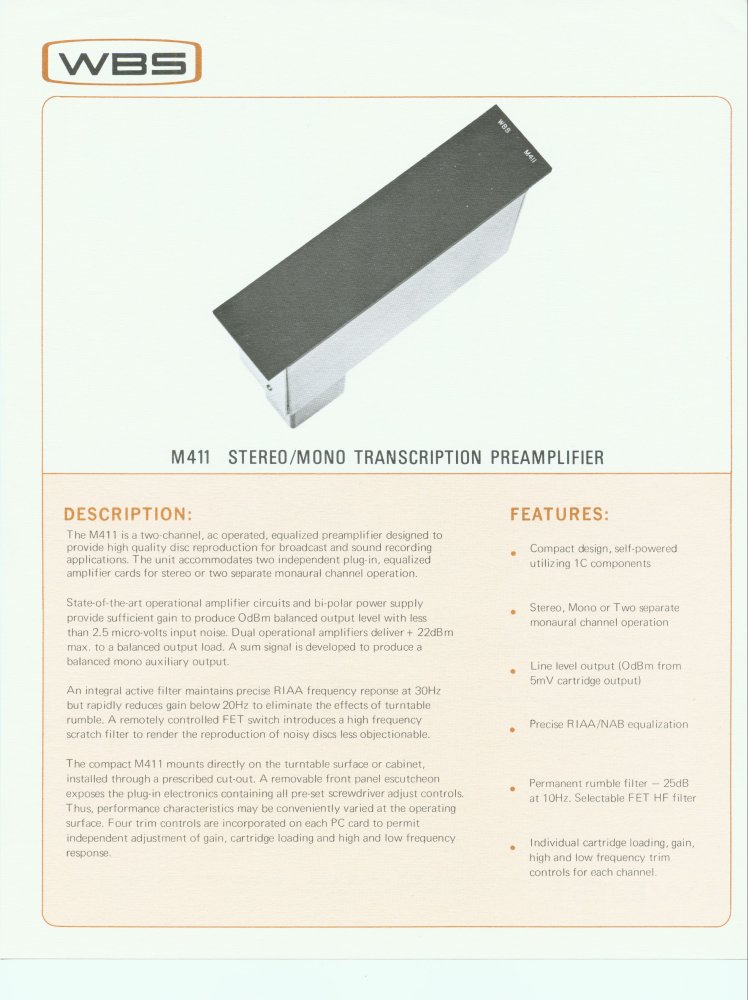 WBS
WBS
M411
M411 STEREO/MONO TRANSCRIPTION PREAMPLIFIER
DESCRIPTION:
The M411 is a two-channel, ac operated, equalized preamplifier designed to
provide high quality disc reproduction for broadcast and sound recording
applications. The unit accommodates two independent plug-in, equalized
amplifier cards for stereo or two separate monaural channel operation.
State-of-the-art operational amplifier circuits and bi-polar power supply
provide sufficient gain to produce OdBm balanced output level with less
than 2.5 micro-volts input noise. Dual operational amplifiers deliver + 22dBm
max. to a balanced output load. A sum signal is developed to produce a
balanced mono auxiliary output.
An integral active filter maintains precise RIAA frequency reponse at 30Hz
but rapidly reduces gain below 20Hz to eliminate the effects of turntable
rumble. A remotely controlled FET switch introduces a high frequency
scratch filter to render the reproduction of noisy discs less objectionable.
The compact M411 mounts directly on the turntable surface or cabinet,
installed through a prescribed cut-out. A removable front panel escutcheon
exposes the plug-in electronics containing all pre-set screwdriver adjust controls.
Thus, performance characteristics may be conveniently varied at the operating
surface. Four trim controls are incorporated on each PC card to permit
independent adjustment of gain, cartridge loading and high and low frequency
response.
FEATURES:
• Compact design, self-powered
utilizing 1C components
• Stereo, Mono or Two separate
monaural channel operation
• Line level output (OdBm from
5mV cartridge output)
• Precise RIAA/NAB equalization
• Permanent rumble filter — 25dB
at 10Hz. Selectable FET HF filter
• Individual cartridge loading, gain,
high and low frequency trim
controls for each channel.